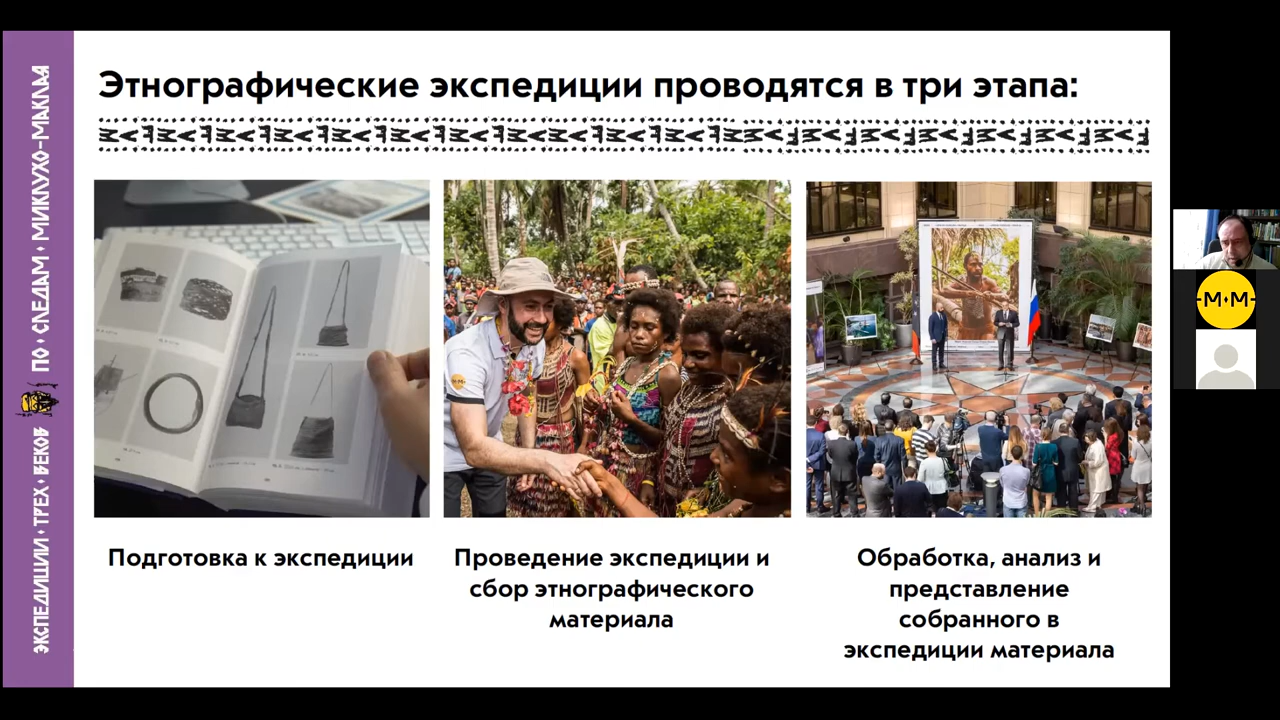 Этнографические экспедиции проводятся в три этапа:
ЭКСПЕДИЦИИ • ТРЕХ • ВЕКОВ
ПО • СЛЕДАМ • МИКЛУХО-МАКЛАЯ
Подготовка к экспедиции
Проведение экспедиции и
сбор этнографического
материала
Обработка, анализ и
представление
собранного в
экспедиции материала
М•М
-М•М-